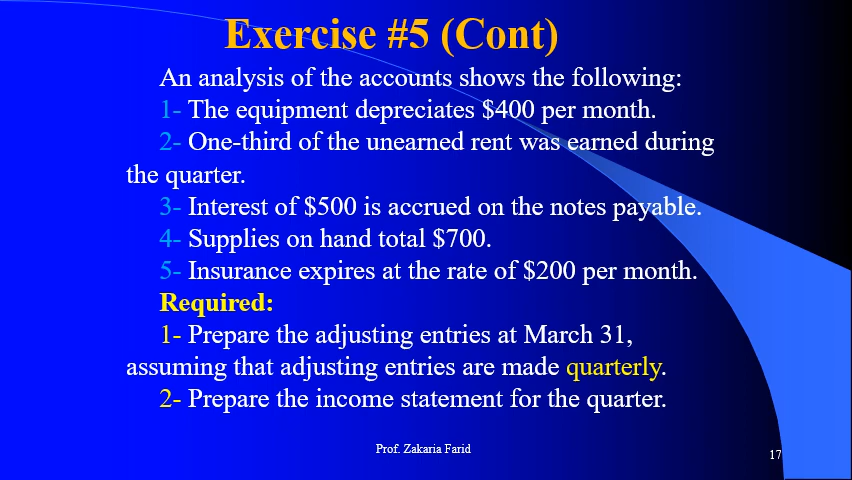 Exercise #5 (Cont)
An analysis of the accounts shows the following:
1- The equipment depreciates $400 per month.
2- One-third of the unearned rent was earned during
the quarter.
3- Interest of $500 is accrued on the notes payable.
4- Supplies on hand total $700.
5- Insurance expires at the rate of $200 per month.
Required:
1- Prepare the adjusting entries at March 31,
assuming that adjusting entries are made quarterly.
2- Prepare the income statement for the quarter.
Prof. Zakaria Farid
17